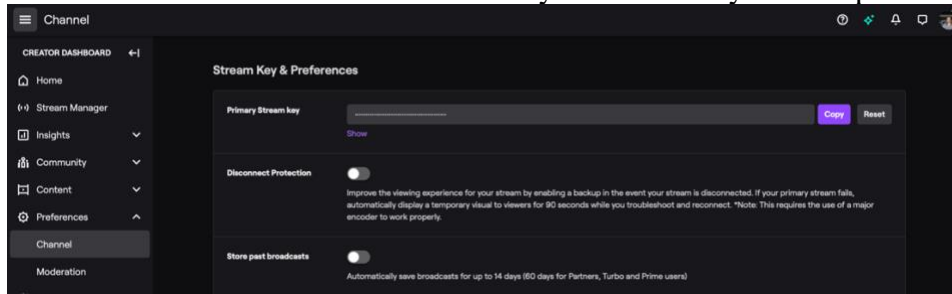 Channel
CREATOR DASHBOARD
Home
Stream Manager
Insights
Community
Content
Preferences
Channel
Moderation
Stream Key & Preferences
Primary Stream key
Copy
Reset
Show
Disconnect Protection
Improve the viewing experience for your stream by enabling a backup in the event your stream is disconnected. If your primary stream fails,
automatically display a temporary visual to viewers for 90 seconds while you troubleshoot and reconnect. *Note: This requires the use of a major
encoder to work properly.
Store past broadcasts
Automatically save broadcasts for up to 14 days (60 days for Partners, Turbo and Prime users)